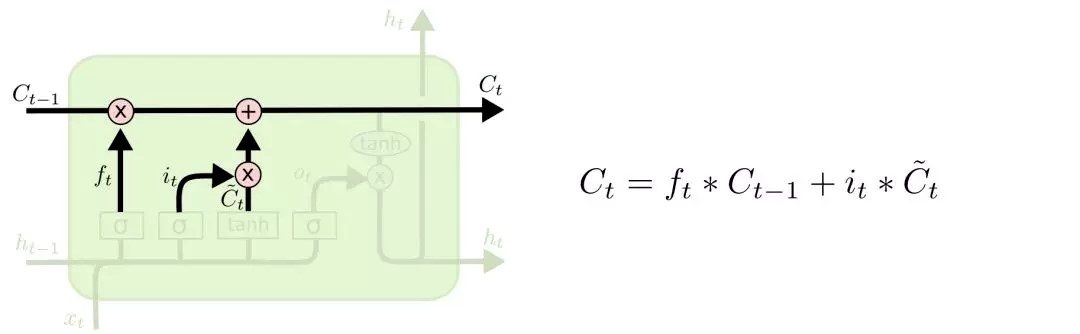 h_t
C_{t-1}
C_t
x
+
tanh
f_t
i_t
x
o_t
x
C̃_t
σ
σ
tanh
σ
h_{t-1}
h_t
x_t
C_t = f_t * C_{t-1} + i_t * C̃_t